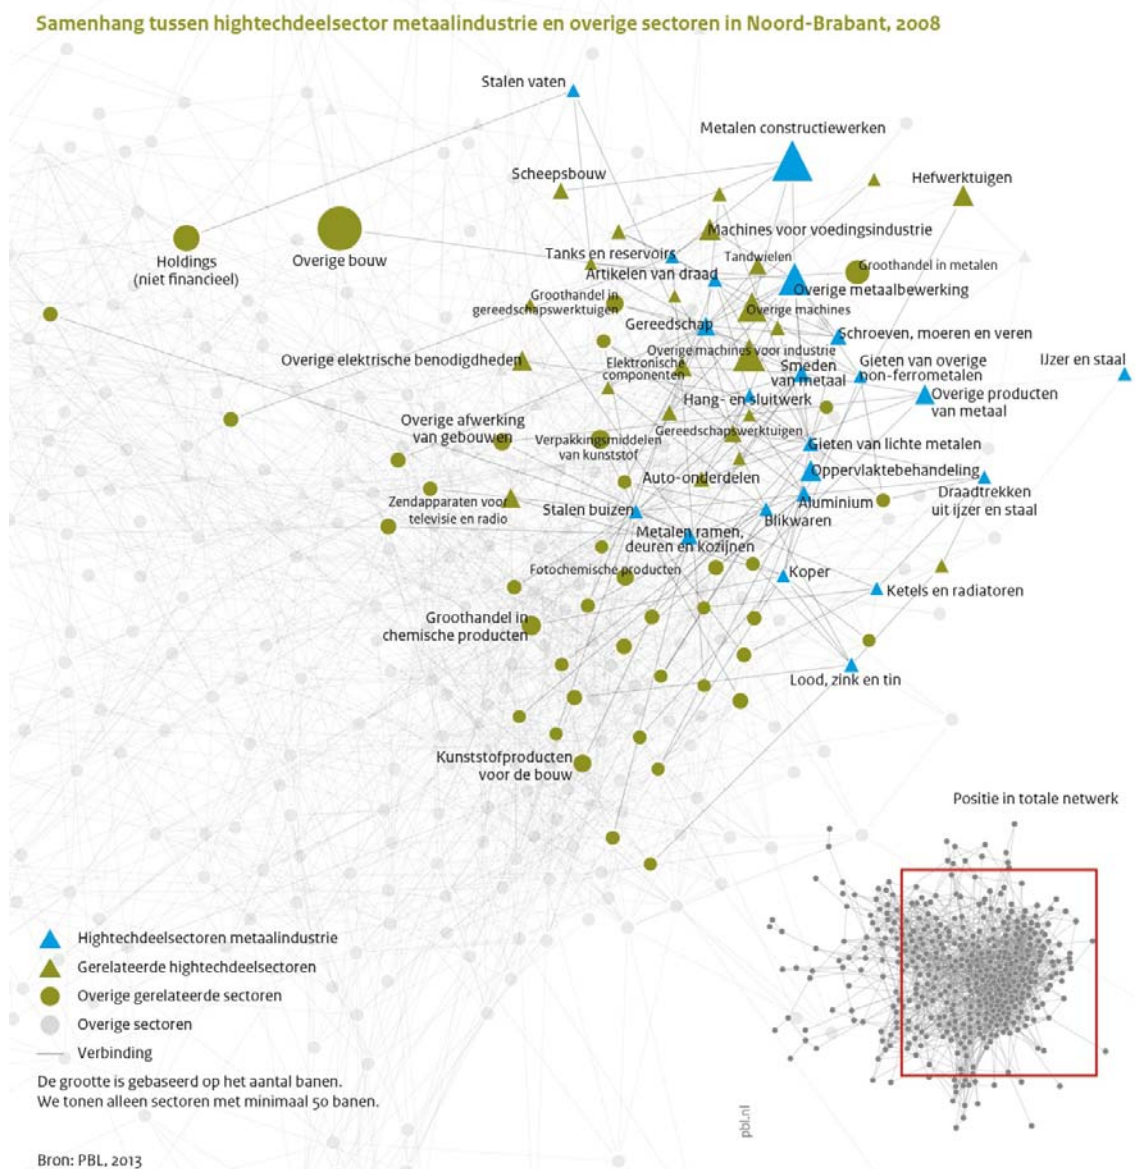 Samenhang tussen hightechdeelsector metaalindustrie en overige sectoren in Noord-Brabant, 2008
Stalen vaten
Metalen constructiewerken
Scheepsbouw
Hefwerktuigen
Machines voor voedingsindustrie
Holdings
(niet financieel)
Overige bouw
Tanks en reservoirs
Tandwielen
Groothandel in metalen
Artikelen van draad
Overige metaalbewerking
Groothandel in
gereedschapswerktuigen
Overige machines
Gereedschap
Schroeven, moeren en veren
Overige machines voor industrie
Overige elektrische benodigdheden
Elektronische
componenten
Smeden
van metaal
Gieten van overige
non-ferrometalen
IJzer en staal
Hang- en sluitwerk
Overige producten
van metaal
Overige afwerking
van gebouwen
Verpakkingsmiddelen
van kunststof
Gereedschapswerktuigen
Gieten van lichte metalen
Auto-onderdelen
Oppervlaktebehandeling
Zendapparaten voor
televisie en radio
Stalen buizen
Aluminium
Blikwaren
Draadtrekken
uit ijzer en staal
Metalen ramen,
deuren en kozijnen
Fotochemische producten
Koper
Ketels en radiatoren
Groothandel in
chemische producten
Lood, zink en tin
Kunststofproducten
voor de bouw
Positie in totale netwerk
Hightechdeelsectoren metaalindustrie
Gerelateerde hightechdeelsectoren
Overige gerelateerde sectoren
Overige sectoren
Verbinding
De grootte is gebaseerd op het aantal banen.
We tonen alleen sectoren met minimaal 50 banen.
pbl.nl
Bron: PBL, 2013